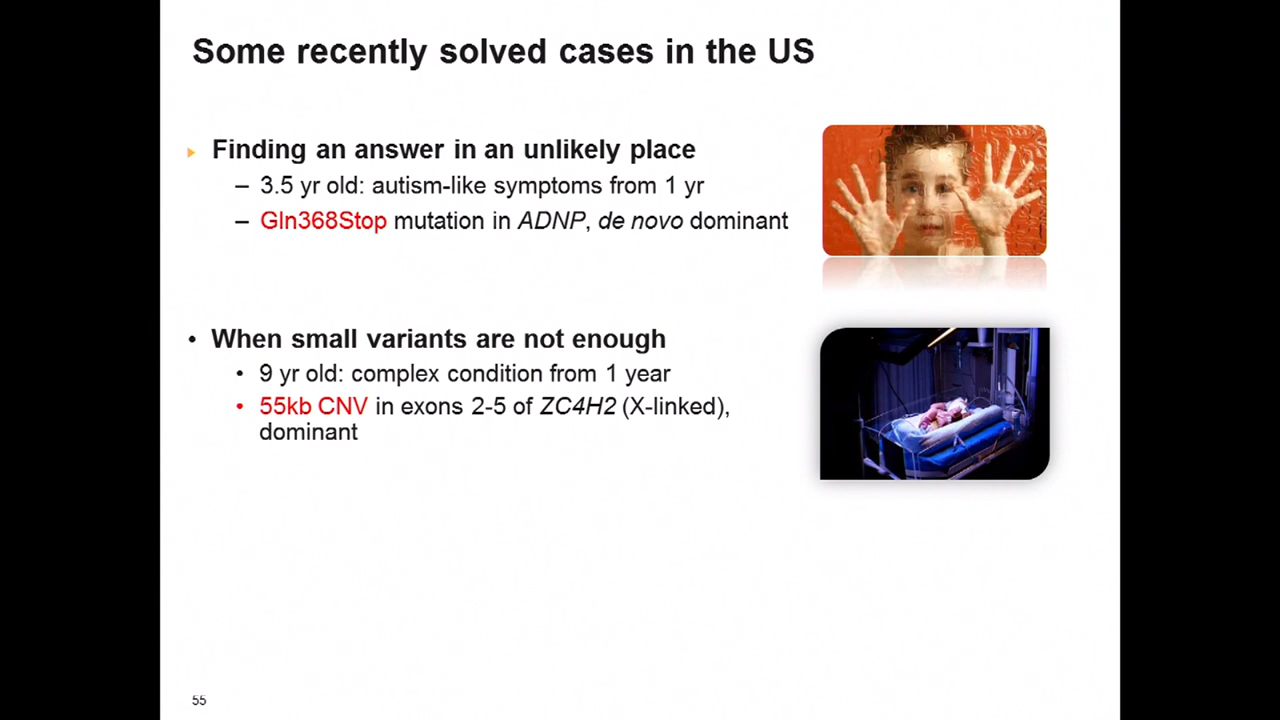 Some recently solved cases in the US
Finding an answer in an unlikely place
– 3.5 yr old: autism-like symptoms from 1 yr
– Gln368Stop mutation in ADNP, de novo dominant
• When small variants are not enough
• 9 yr old: complex condition from 1 year
• 55kb CNV in exons 2-5 of ZC4H2 (X-linked),
dominant
55